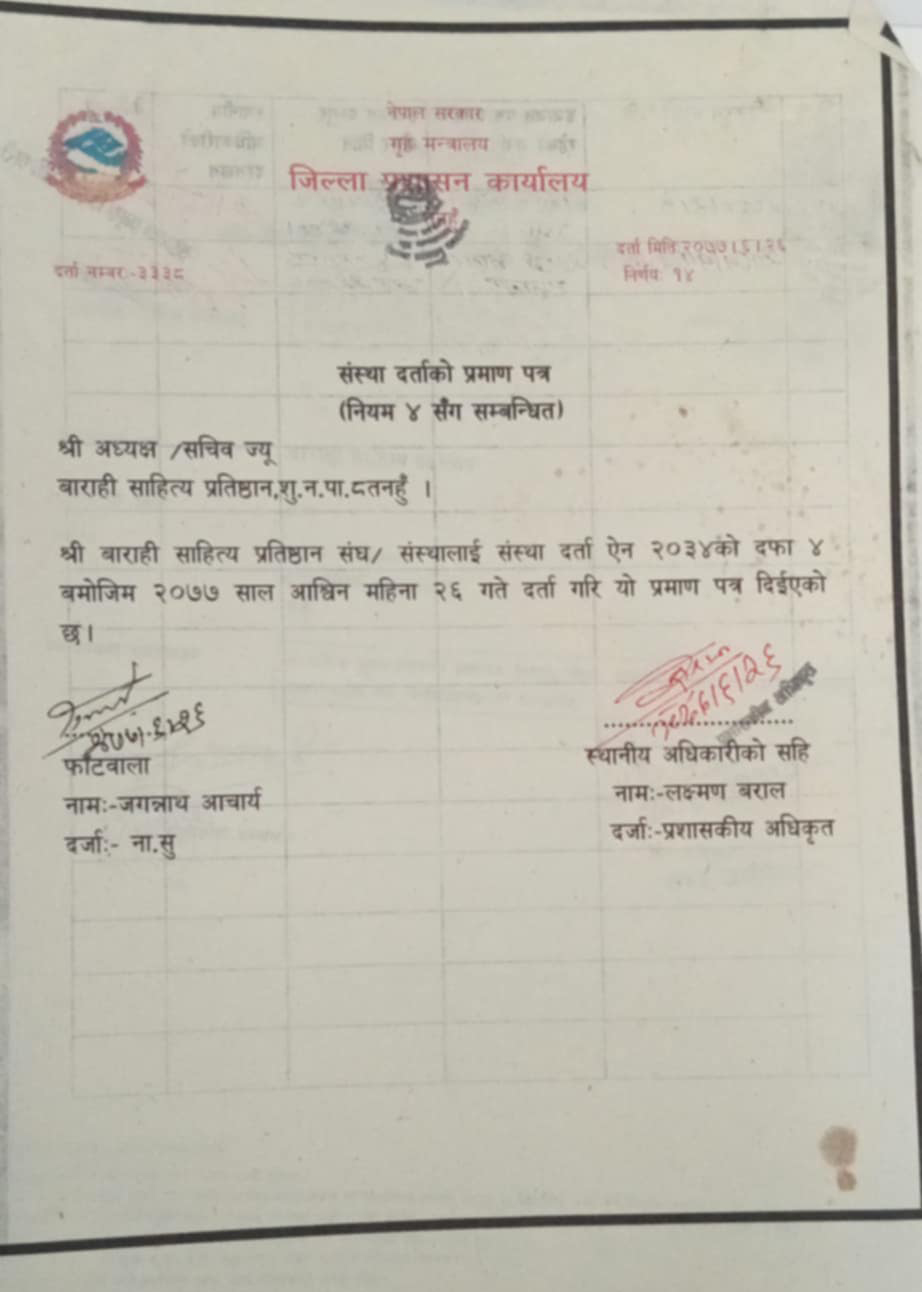 नेपाल सरकार
गृह मन्त्रालय
जिल्ला प्रशासन कार्यालय
तनहुँ
दर्ता मिति:२०७७।६।२६
दर्ता नम्बर:-३३३८
निर्णयः १४
संस्था दर्ताको प्रमाण पत्र
(नियम ४ सँग सम्बन्धित)
श्री अध्यक्ष /सचिव ज्यू
बाराही साहित्य प्रतिष्ठान,शु.न.पा.८तनहुँ ।
श्री बाराही साहित्य प्रतिष्ठान संघ/ संस्थालाई संस्था दर्ता ऐन २०३४को दफा ४
बमोजिम २०७७ साल आश्विन महिना २६ गते दर्ता गरि यो प्रमाण पत्र दिईएको
छ।
फाँटवाला
नामः-जगन्नाथ आचार्य
दर्जाः- ना.सु
स्थानीय अधिकारीको सहि
नामः-लक्ष्मण बराल
दर्जाः-प्रशासकीय अधिकृत